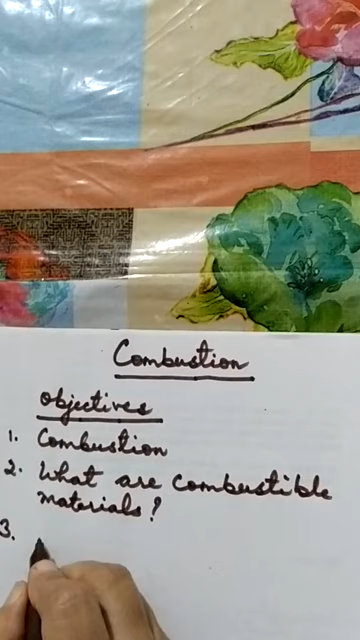 Combustion
objectives
1. Combustion
2. What are combustible
materials?
3.